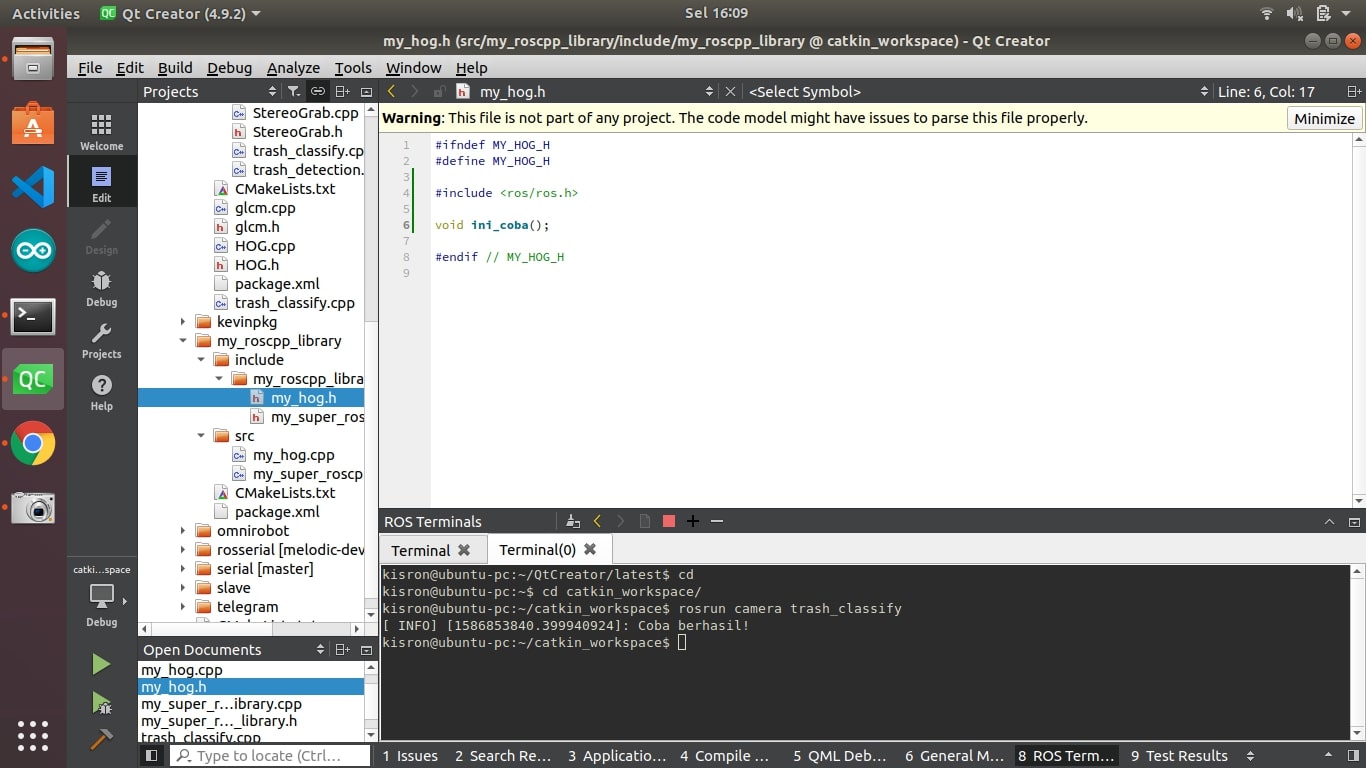 Activities
Qt Creator (4.9.2)
Sel 16:09
my_hog.h (src/my_roscpp_library/include/my_roscpp_library @ catkin_workspace) - Qt Creator
File Edit Build Debug Analyze Tools Window Help
Projects
my_hog.h
<Select Symbol>
Line: 6, Col: 17
Warning: This file is not part of any project. The code model might have issues to parse this file properly.
Minimize
Welcome
Edit
Design
Debug
Projects
Help
catki...space
Debug
StereoGrab.cpp
StereoGrab.h
trash_classify.cp
trash_detection.
CMakeLists.txt
glcm.cpp
glcm.h
HOG.cpp
HOG.h
package.xml
trash_classify.cpp
kevinpkg
my_roscpp_library
include
my_roscpp_libra
my_hog.h
my_super_ros
src
my_hog.cpp
my_super_roscp
CMakeLists.txt
package.xml
omnirobot
rosserial [melodic-dev
serial [master]
slave
telegram
Open Documents
my_hog.cpp
my_hog.h
my_super_r..._ibrary.cpp
my_super_r..._library.h
trash_classify.cpp
1 #ifndef MY_HOG_H
2 #define MY_HOG_H
3
4 #include <ros/ros.h>
5
6 void ini_coba();
7
8 #endif // MY_HOG_H
9
ROS Terminals
Terminal
Terminal(0)
kisron@ubuntu-pc:~/QtCreator/latest$ cd
kisron@ubuntu-pc:~$ cd catkin_workspace/
kisron@ubuntu-pc:~/catkin_workspace$ rosrun camera trash_classify
[ INFO] [1586853840.399940924]: Coba berhasil!
kisron@ubuntu-pc:~/catkin_workspace$
Type to locate (Ctrl...
1 Issues
2 Search Re...
3 Applicatio...
4 Compile ...
5 QML Deb...
6 General M...
8 ROS Term...
9 Test Results